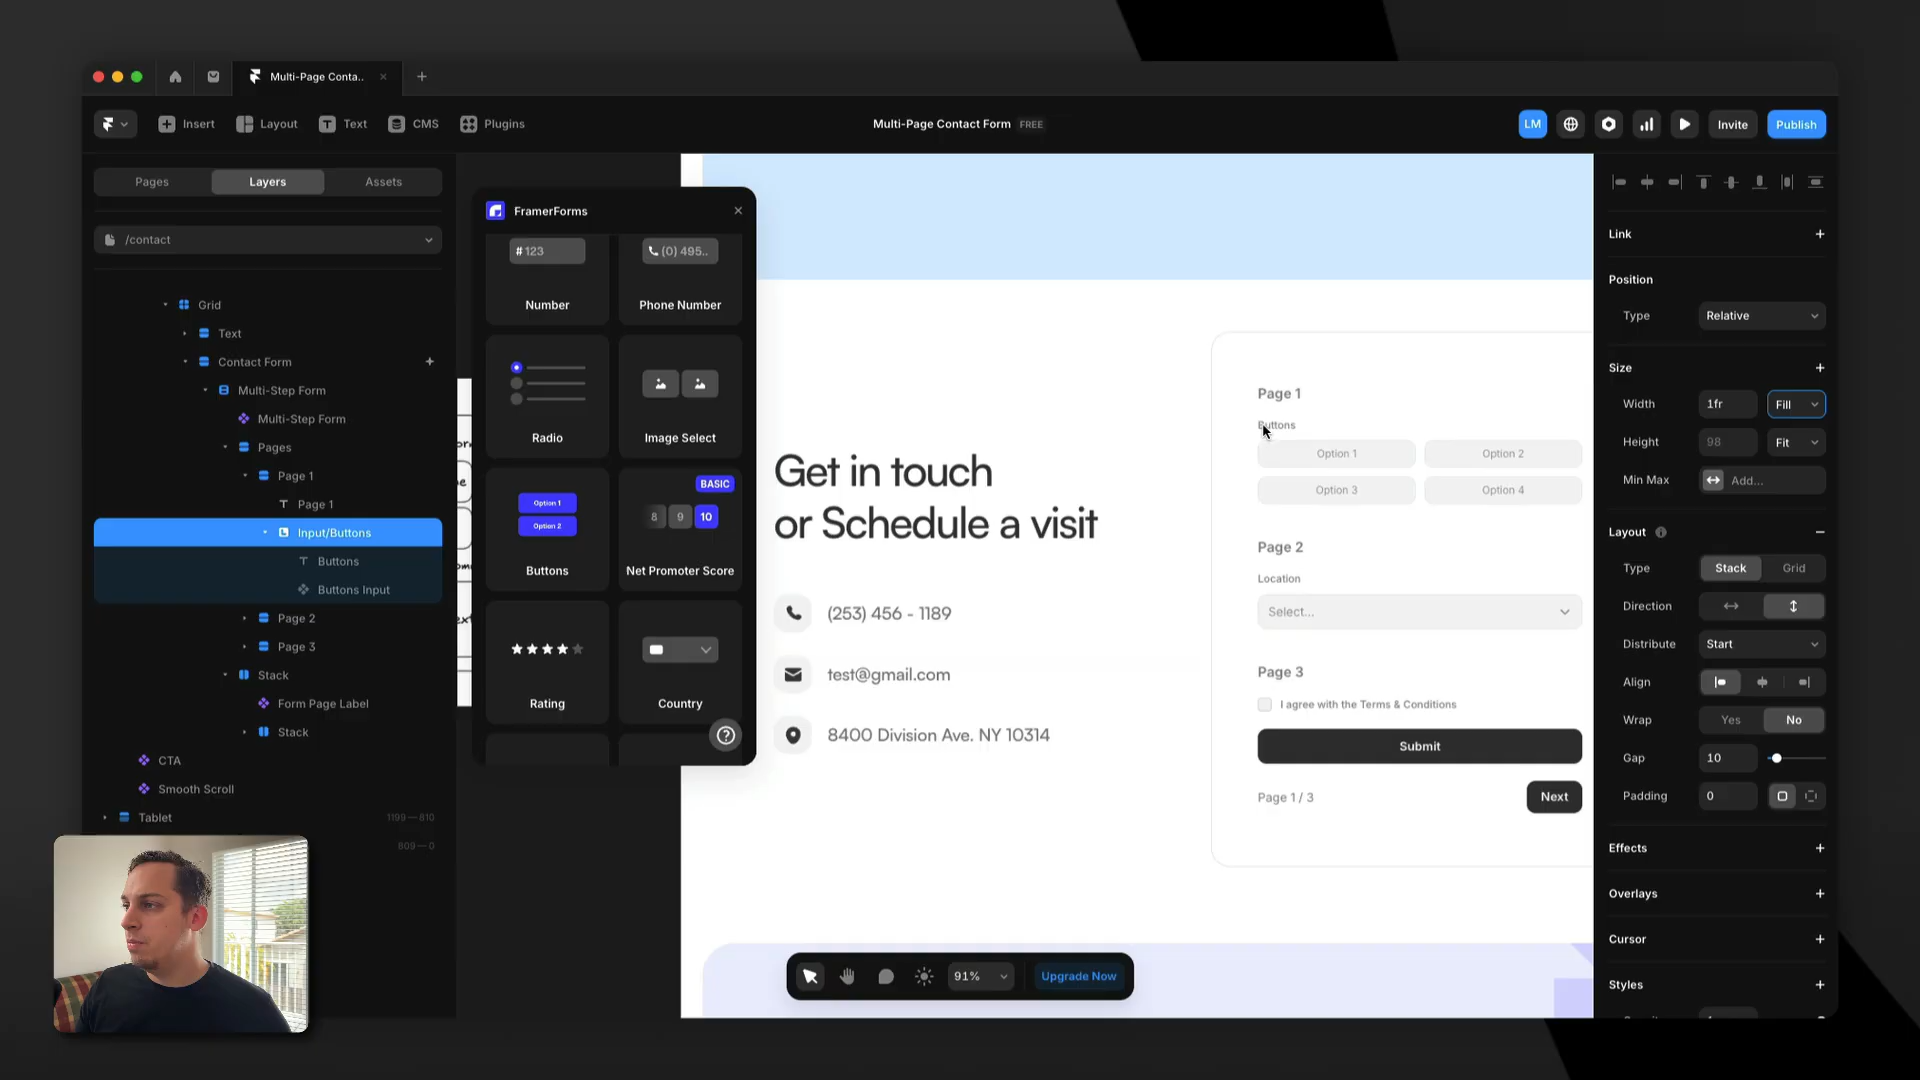 Multi-Page Conta..
Insert
Layout
Text
CMS
Plugins
Multi-Page Contact Form FREE
LM
Invite
Publish
Pages
Layers
Assets
/contact
Grid
Text
Contact Form
Multi-Step Form
Multi-Step Form
Pages
Page 1
Page 1
Input/Buttons
Buttons
Buttons Input
Page 2
Page 3
Stack
Form Page Label
Stack
CTA
Smooth Scroll
Tablet
1199 — 810
809 — 0
FramerForms
# 123
(0) 495..
Number
Phone Number
Radio
Image Select
Option 1
Option 2
Buttons
BASIC
8 9 10
Net Promoter Score
Rating
Country
Get in touch
or Schedule a visit
(253) 456 - 1189
test@gmail.com
8400 Division Ave. NY 10314
Page 1
Buttons
Option 1
Option 2
Option 3
Option 4
Page 2
Location
Select...
Page 3
I agree with the Terms & Conditions
Submit
Page 1 / 3
Next
91%
Upgrade Now
Link
Position
Type
Relative
Size
Width
1fr
Fill
Height
98
Fit
Min Max
Add...
Layout
Type
Stack
Grid
Direction
Distribute
Start
Align
Wrap
Yes
No
Gap
10
Padding
0
Effects
Overlays
Cursor
Styles